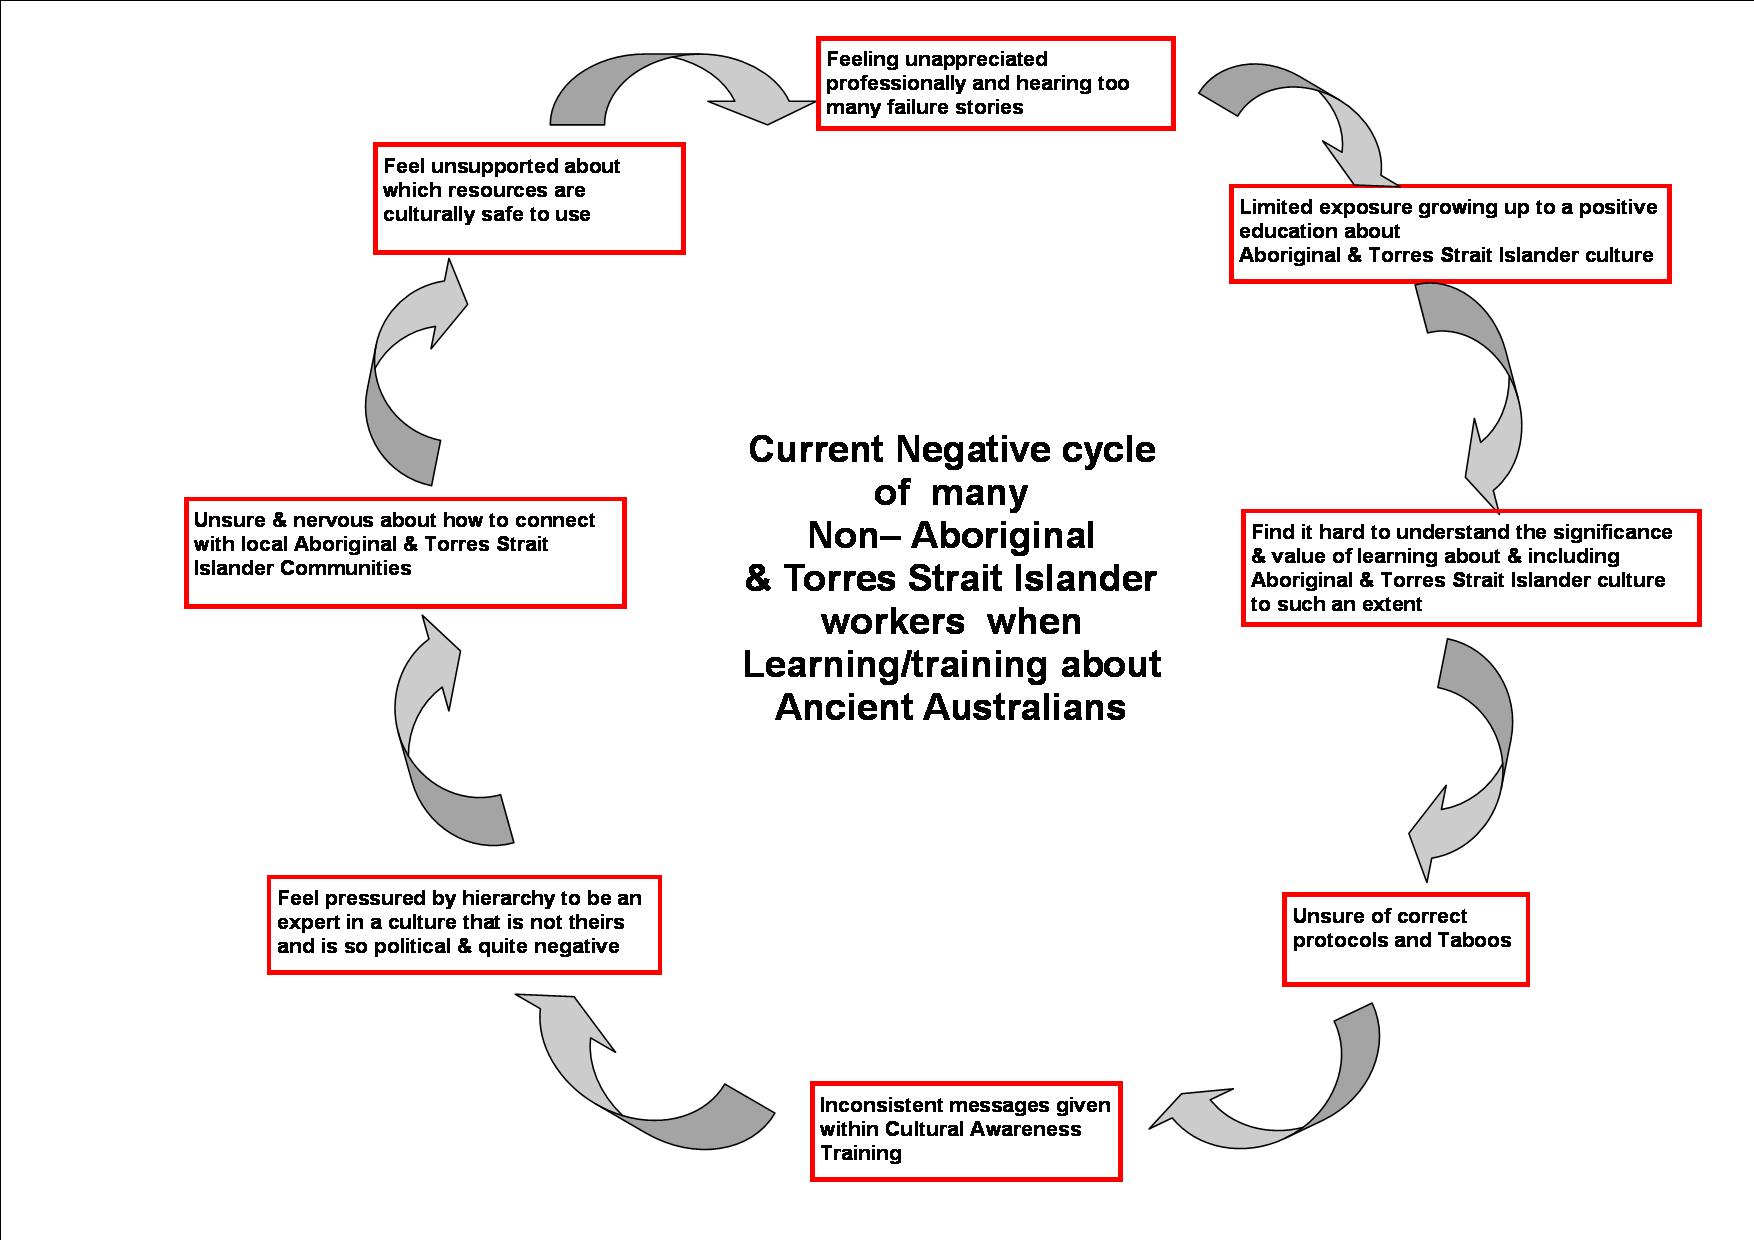 Feeling unappreciated
professionally and hearing too
many failure stories
Limited exposure growing up to a positive
education about
Aboriginal & Torres Strait Islander culture
Find it hard to understand the significance
& value of learning about & including
Aboriginal & Torres Strait Islander culture
to such an extent
Unsure of correct
protocols and Taboos
Inconsistent messages given
within Cultural Awareness
Training
Feel pressured by hierarchy to be an
expert in a culture that is not theirs
and is so political & quite negative
Unsure & nervous about how to connect
with local Aboriginal & Torres Strait
Islander Communities
Feel unsupported about
which resources are
culturally safe to use
Current Negative cycle
of many
Non– Aboriginal
& Torres Strait Islander
workers when
Learning/training about
Ancient Australians